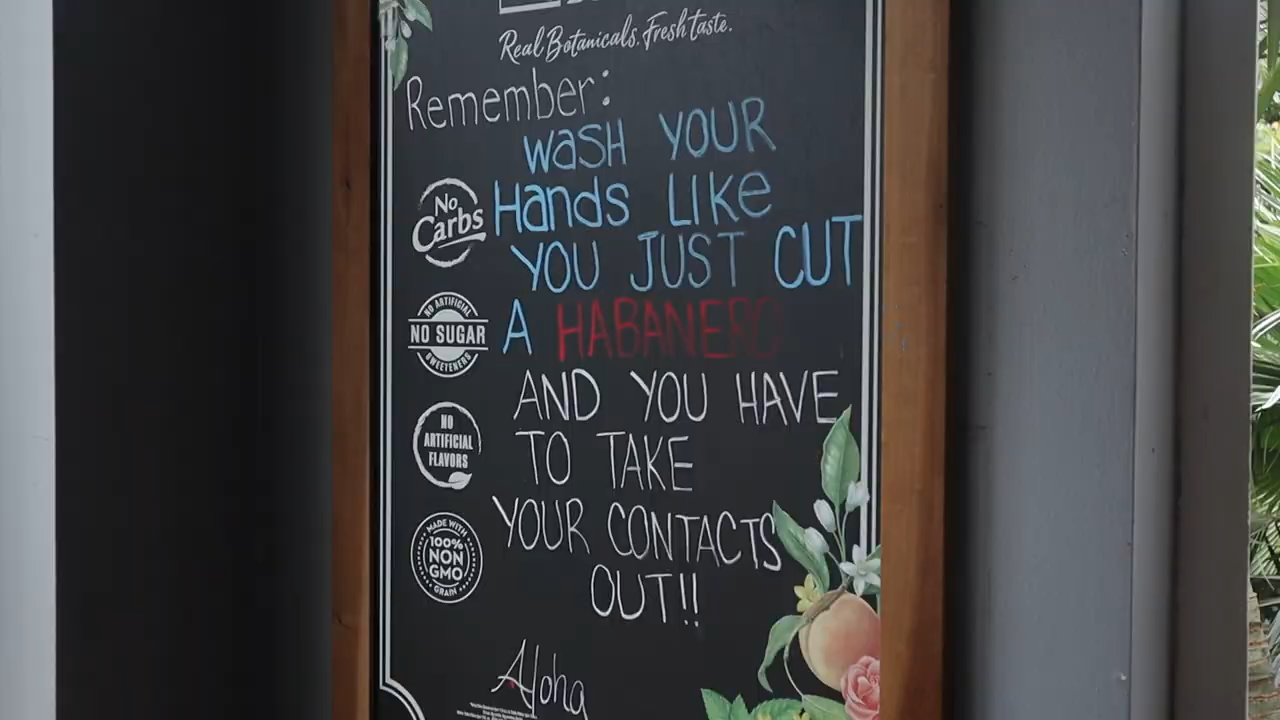 Real Botanicals. Fresh taste.
Remember:
WASH YOUR
Hands LIKE
YOU JUST CUT
A HABANERO
AND YOU HAVE
TO TAKE
YOUR CONTACTS
OUT!!
Aloha
No
Carbs
NO ARTIFICIAL
NO SUGAR
SWEETENERS
NO
ARTIFICIAL
FLAVORS
MADE WITH
100%
NON
GMO
GRAIN